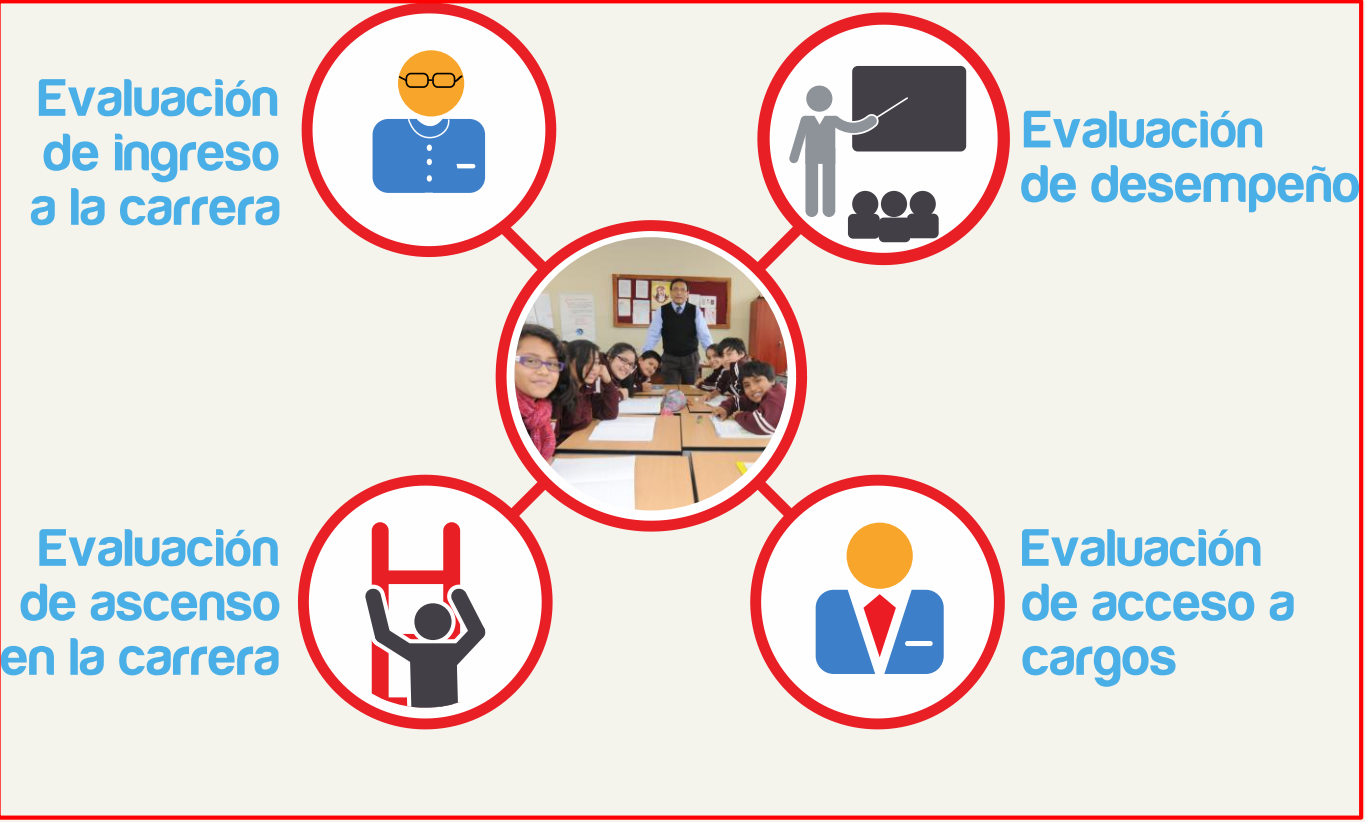 Evaluación
de ingreso
a la carrera
Evaluación
de desempeño
Evaluación
de ascenso
en la carrera
Evaluación
de acceso a
cargos